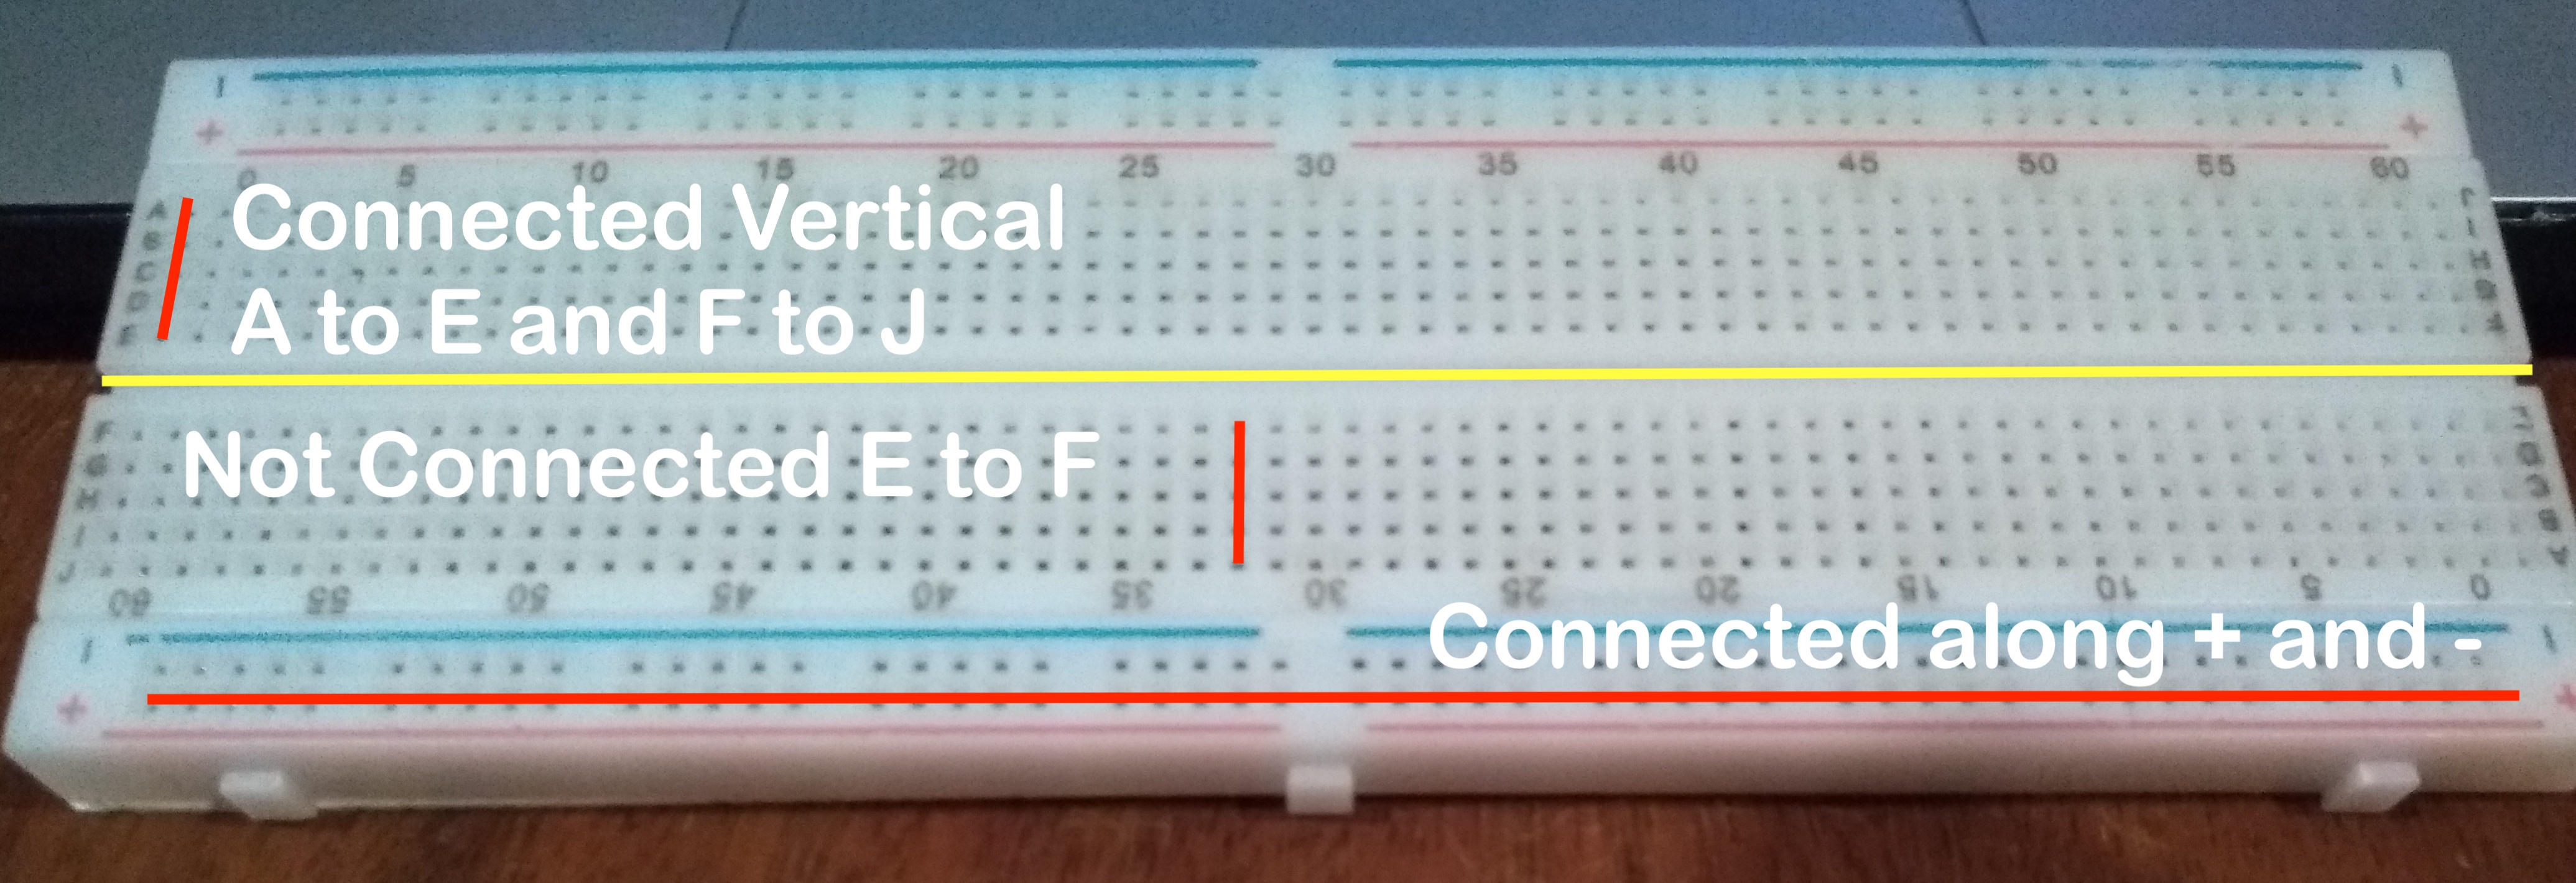 - -
+ +
0 5 10 15 20 25 30 35 40 45 50 55 60
A J
Connected Vertical
B I
C H
D G
A to E and F to J
E F
F E
Not Connected E to F
G D
H C
I B
J A
60 55 50 45 40 35 30 25 20 15 10 5 0
Connected along + and -
- -
+ +